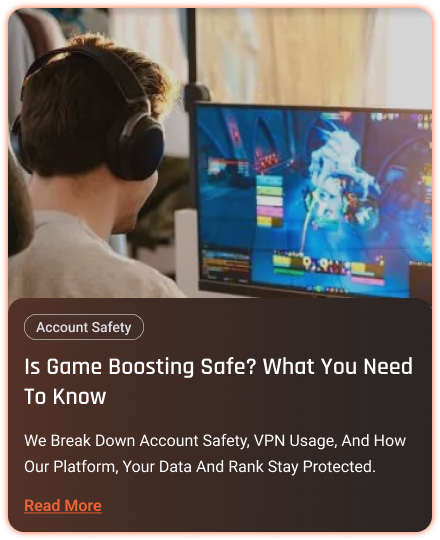 Account Safety
Is Game Boosting Safe? What You Need
To Know
We Break Down Account Safety, VPN Usage, And How
Our Platform, Your Data And Rank Stay Protected.
Read More